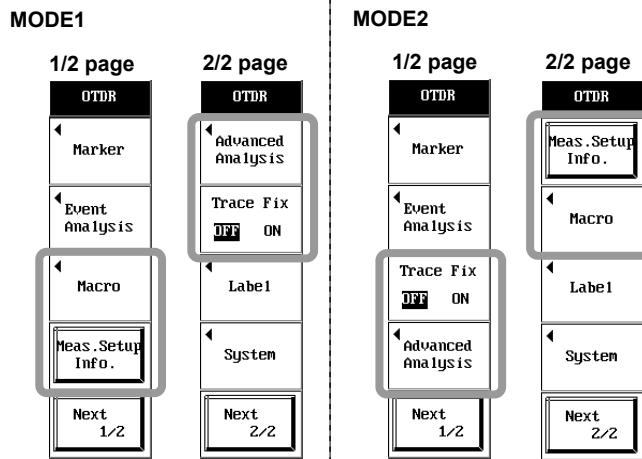 MODE1
1/2 page
OTDR
Marker
Event
Analysis
Macro
Meas.Setup
Info.
Next
1/2
2/2 page
OTDR
Advanced
Analysis
Trace Fix
OFF ON
Label
System
Next
2/2
MODE2
1/2 page
OTDR
Marker
Event
Analysis
Trace Fix
OFF ON
Advanced
Analysis
Next
1/2
2/2 page
OTDR
Meas.Setup
Info.
Macro
Label
System
Next
2/2